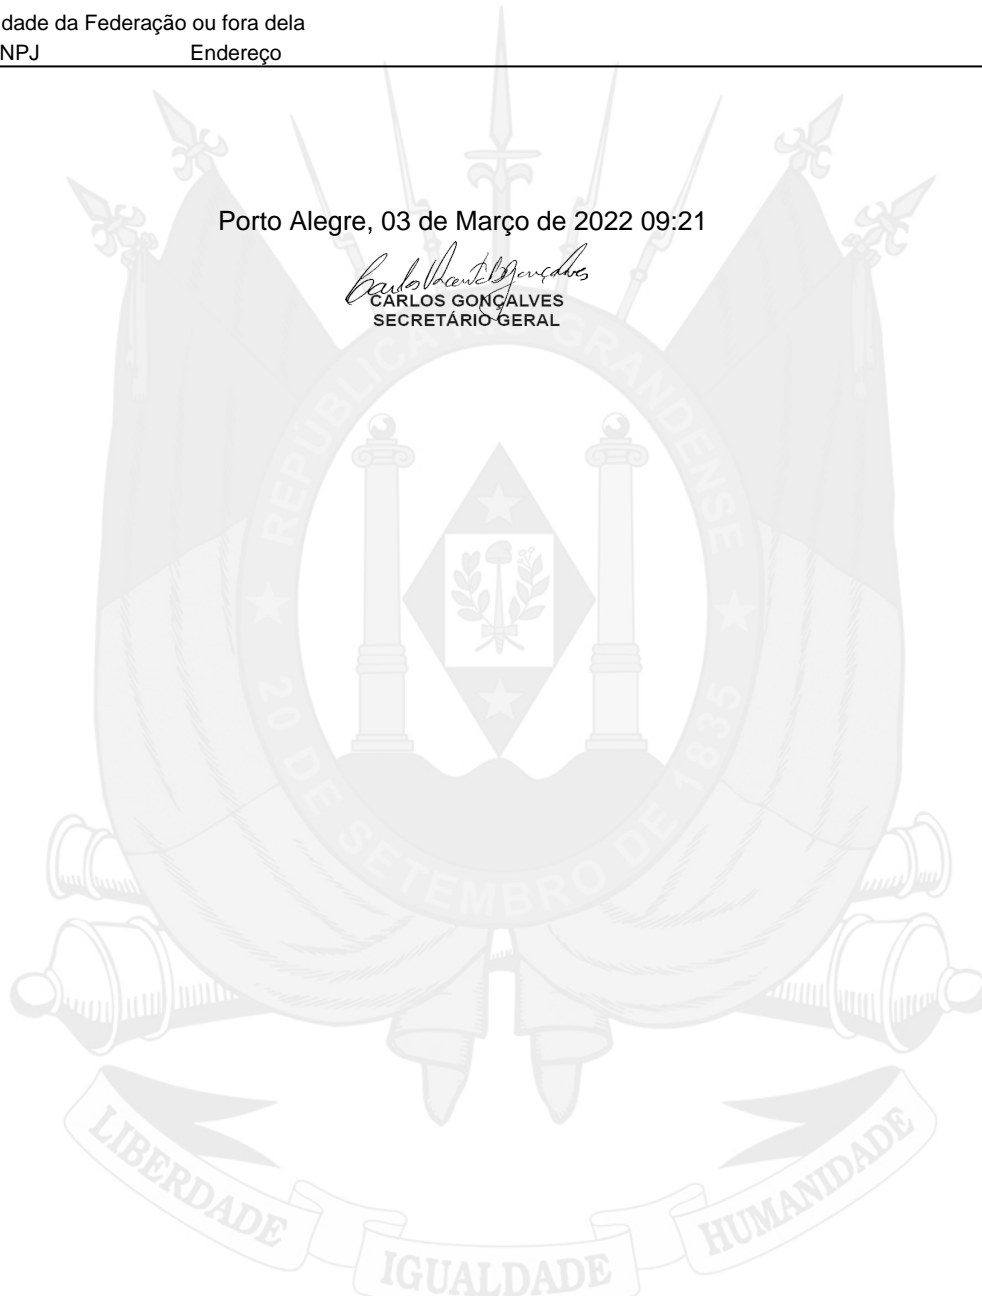 dade da Federação ou fora dela
NPJ Endereço
Porto Alegre, 03 de Março de 2022 09:21
CARLOS GONÇALVES
SECRETÁRIO GERAL
REPÚBLICA RIO-GRANDENSE
20 DE SETEMBRO DE 1835
LIBERDADE
IGUALDADE
HUMANIDADE